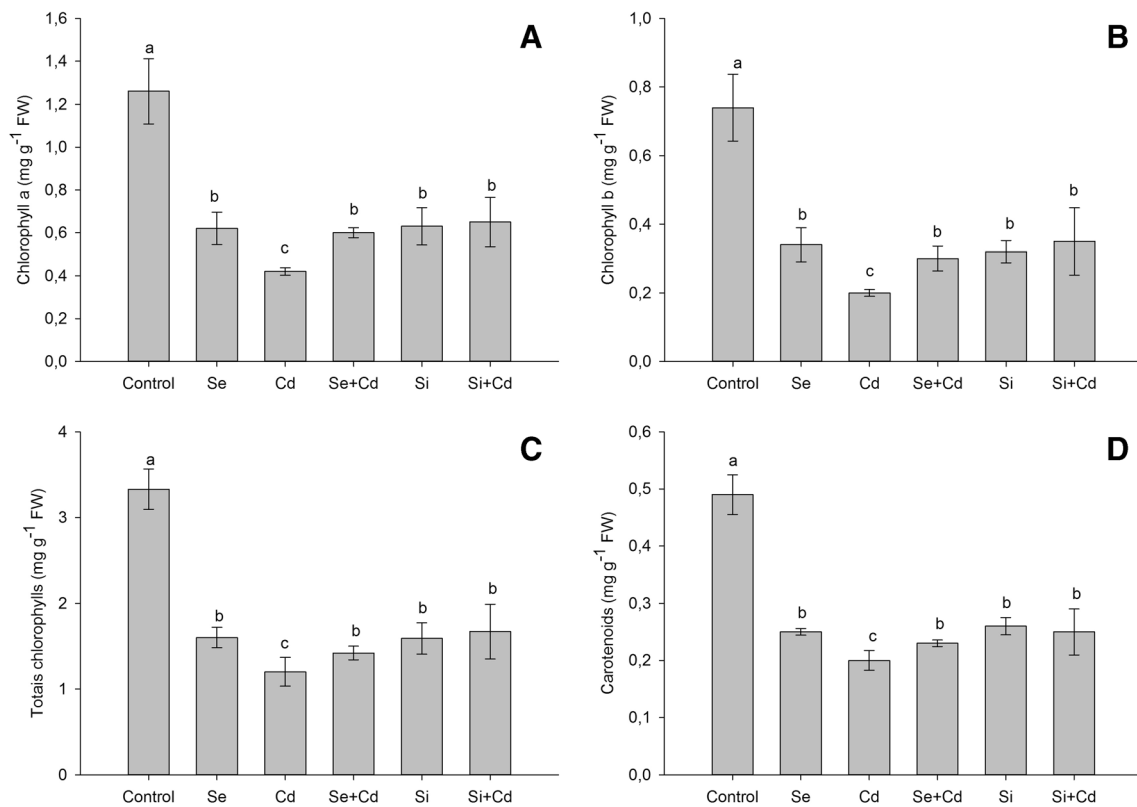 A
Chlorophyll a (mg g⁻¹ FW)
1,6
1,4
1,2
1,0
0,8
0,6
0,4
0,2
0,0
a
b
c
b
b
b
Control Se Cd Se+Cd Si Si+Cd
B
Chlorophyll b (mg g⁻¹ FW)
1,0
0,8
0,6
0,4
0,2
0,0
a
b
c
b
b
b
Control Se Cd Se+Cd Si Si+Cd
C
Totais chlorophylls (mg g⁻¹ FW)
4
3
2
1
0
a
b
c
b
b
b
Control Se Cd Se+Cd Si Si+Cd
D
Carotenoids (mg g⁻¹ FW)
0,6
0,5
0,4
0,3
0,2
0,1
0,0
a
b
c
b
b
b
Control Se Cd Se+Cd Si Si+Cd